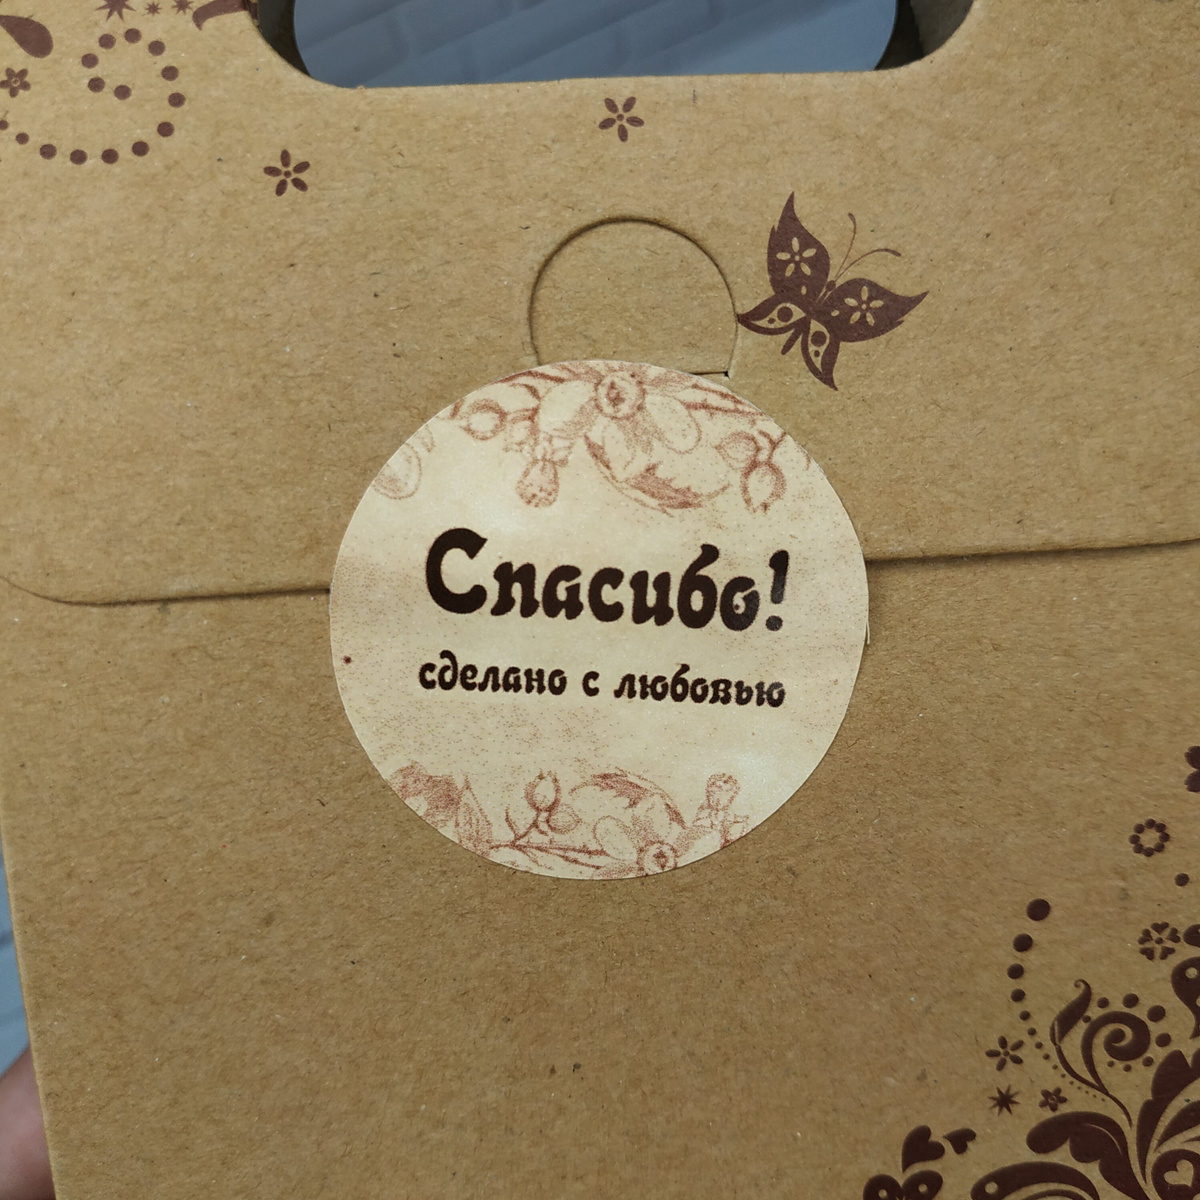 Спасибо!
сделано с любовью